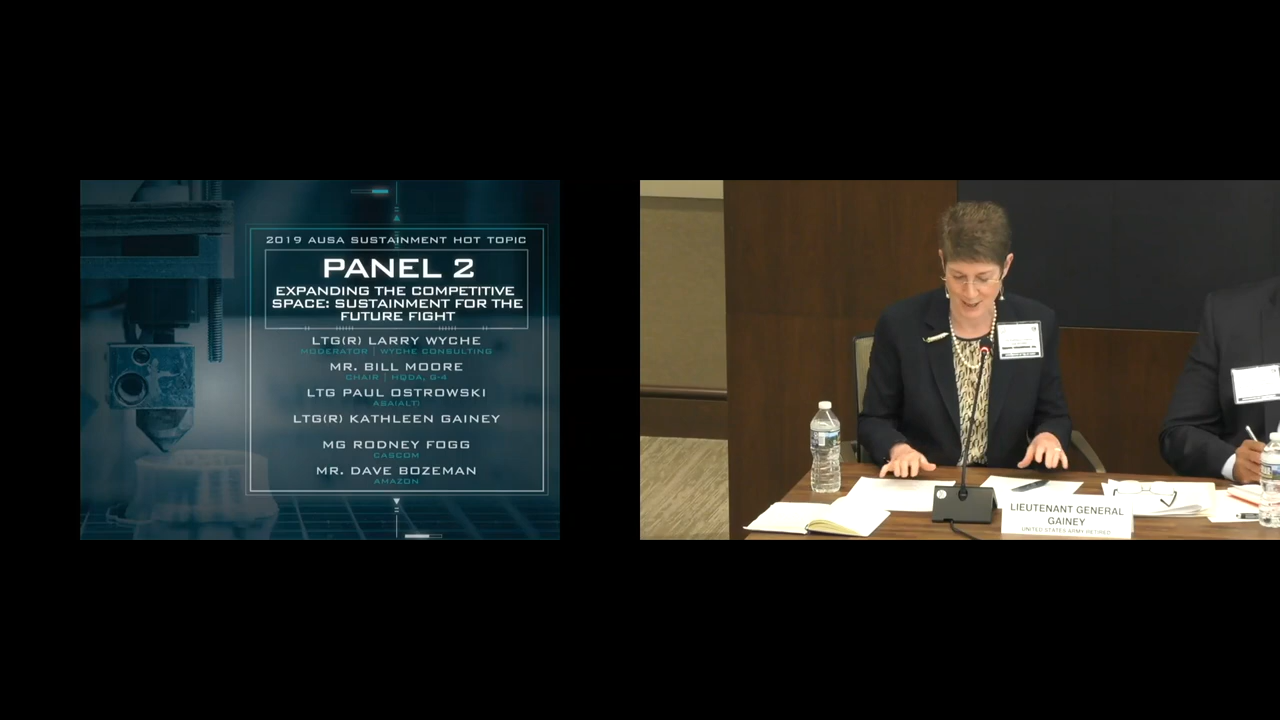 2019 AUSA SUSTAINMENT HOT TOPIC
PANEL 2
EXPANDING THE COMPETITIVE
SPACE: SUSTAINMENT FOR THE
FUTURE FIGHT
LTG(R) LARRY WYCHE
MODERATOR | WYCHE CONSULTING
MR. BILL MOORE
CHAIR | HQDA, G-4
LTG PAUL OSTROWSKI
ASA(ALT)
LTG(R) KATHLEEN GAINEY
MG RODNEY FOGG
CASCOM
MR. DAVE BOZEMAN
AMAZON
LIEUTENANT GENERAL
GAINEY
UNITED STATES ARMY RETIRED